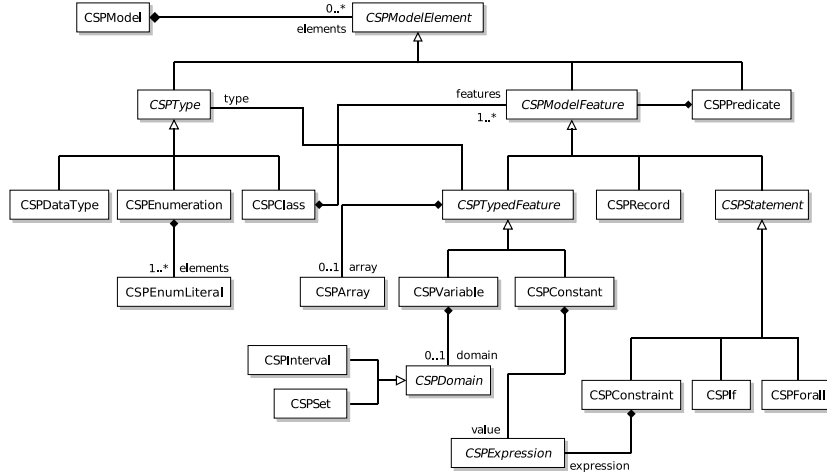 CSPModel
0..*
elements
CSPModelElement
CSPType
type
features
1..*
CSPModelFeature
CSPPredicate
CSPDataType
CSPEnumeration
CSPClass
CSPTypedFeature
CSPRecord
CSPStatement
1..* elements
0..1 array
CSPEnumLiteral
CSPArray
CSPVariable
CSPConstant
CSPInterval
0..1 domain
CSPSet
CSPDomain
CSPConstraint
CSPIf
CSPForall
value
CSPExpression
expression